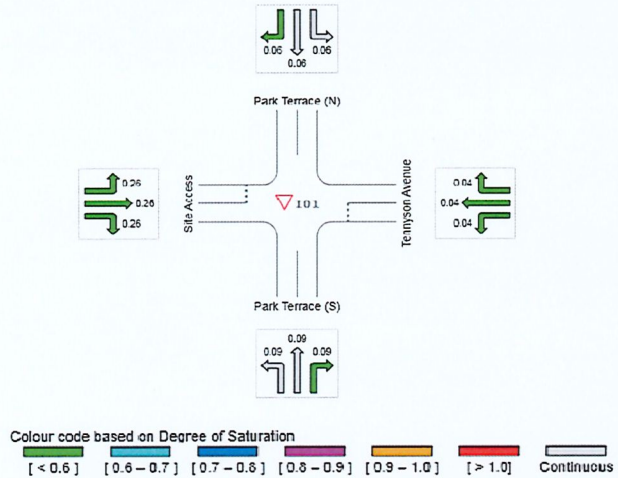 0.06 0.06
0.06
Park Terrace (N)
Site Access
0.26
0.26
0.26
101
Tennyson Avenue
0.04
0.04
0.04
Park Terrace (S)
0.09
0.09 0.09
Colour code based on Degree of Saturation
[ < 0.6 ] [ 0.6 – 0.7 ] [ 0.7 – 0.8 ] [ 0.8 – 0.9 ] [ 0.9 – 1.0 ] [ > 1.0 ] Continuous